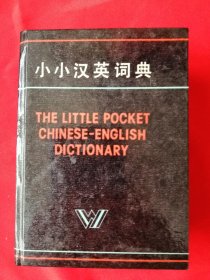 小小汉英词典
THE LITTLE POCKET
CHINESE-ENGLISH
DICTIONARY